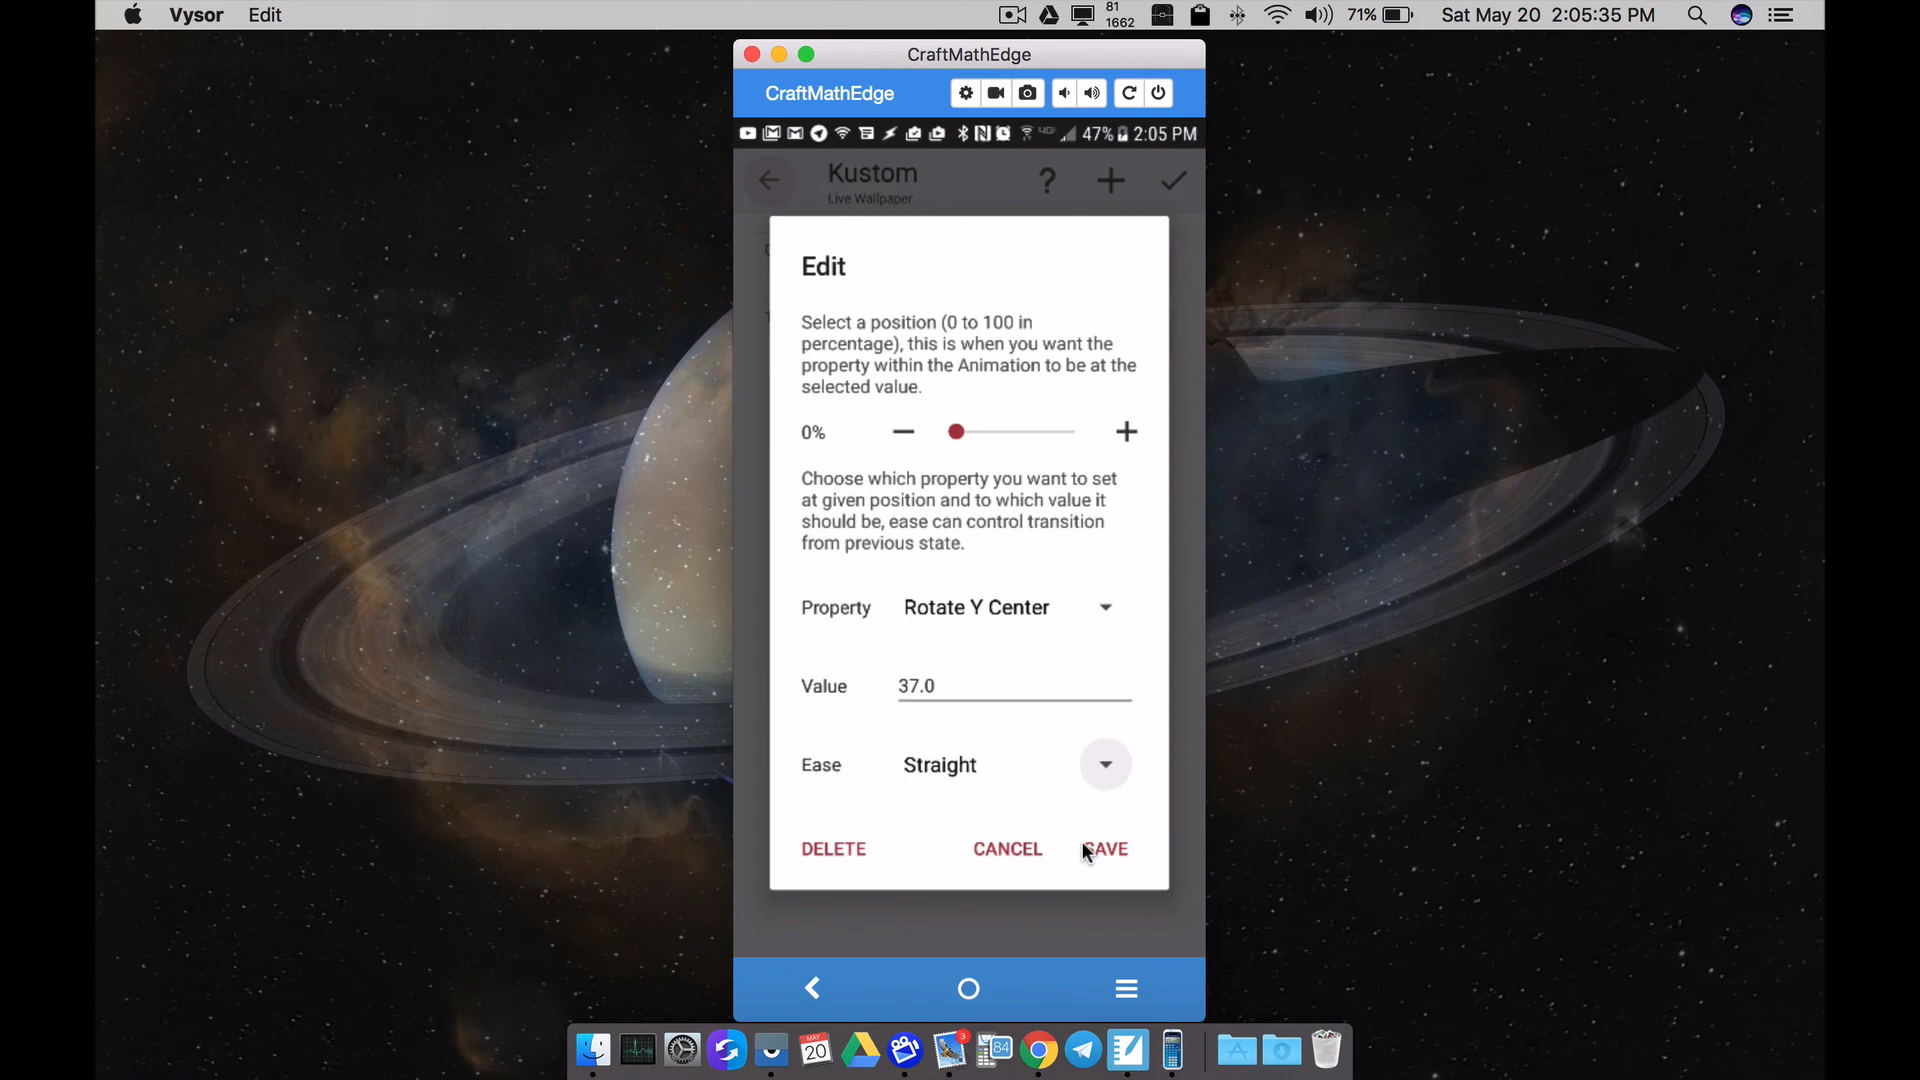 Vysor Edit 81 1662 71% Sat May 20 2:05:35 PM
CraftMathEdge
CraftMathEdge
47% 2:05 PM
Kustom
Live Wallpaper
Edit
Select a position (0 to 100 in
percentage), this is when you want the
property within the Animation to be at the
selected value.
0%
Choose which property you want to set
at given position and to which value it
should be, ease can control transition
from previous state.
Property Rotate Y Center
Value 37.0
Ease Straight
DELETE CANCEL SAVE
MAY
20
3
84